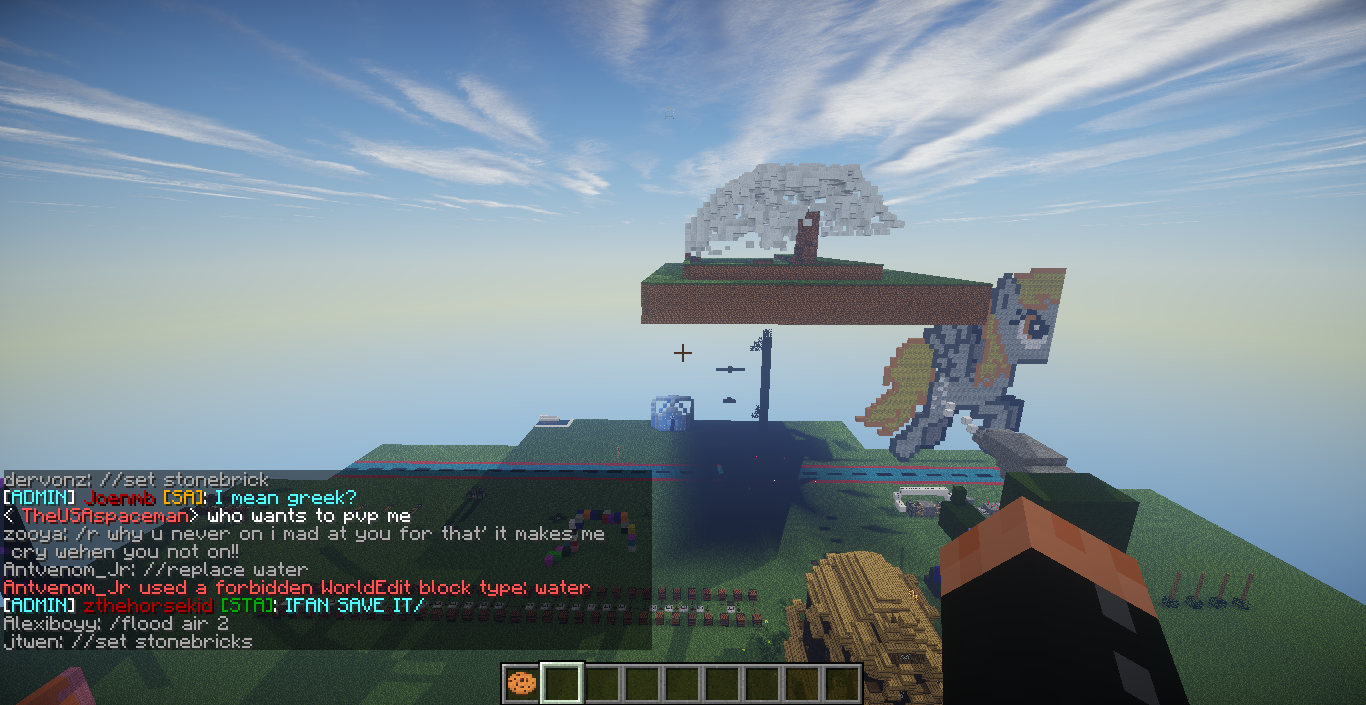 dervonz: //set stonebrick
[ADMIN] Joenmb [SA]: I mean greek?
< TheUSAspaceman> who wants to pvp me
zooya: /r why u never on i mad at you for that' it makes me
cry wehen you not on!!
Antvenom_Jr: //replace water
Antvenom_Jr used a forbidden WorldEdit block type: water
[ADMIN] zthehorsekid [STA]: IFAN SAVE IT/
Alexiboyy: /flood air 2
jtwen: //set stonebricks